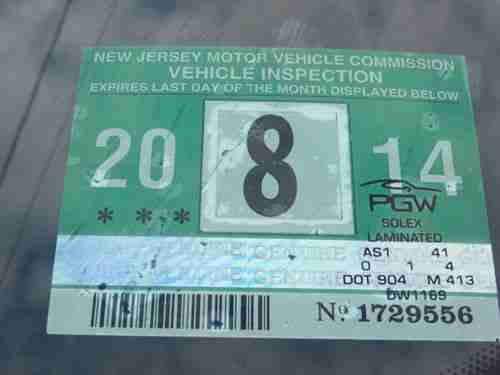 NEW JERSEY MOTOR VEHICLE COMMISSION
VEHICLE INSPECTION
EXPIRES LAST DAY OF THE MONTH DISPLAYED BELOW
20 8 14
* * *
PGW
SOLEX
LAMINATED
AS1 41
0 1 4
DOT 904 M 413
DW1169
Nº 1729556